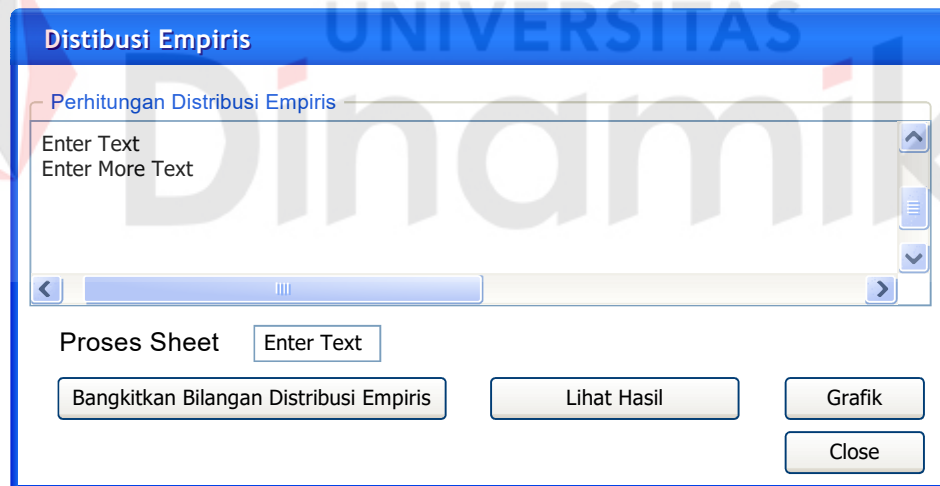 UNIVERSITAS
Distibusi Empiris
Dinamik
Perhitungan Distribusi Empiris
Enter Text
Enter More Text
Proses Sheet
Enter Text
Bangkitkan Bilangan Distribusi Empiris
Lihat Hasil
Grafik
Close